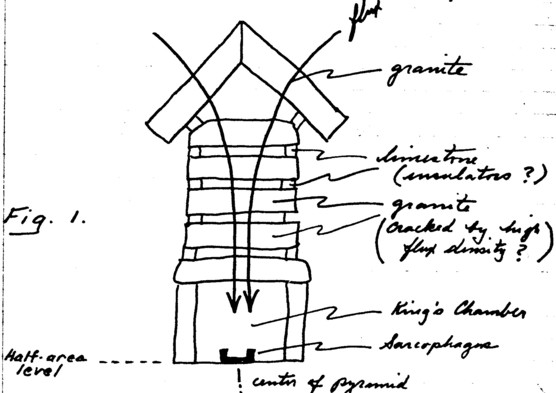 flux
granite
limestone
(insulators ?)
granite
(cracked by high
flux density ?)
Fig. 1.
King's Chamber
Sarcophagus
Half-area
level
center of pyramid